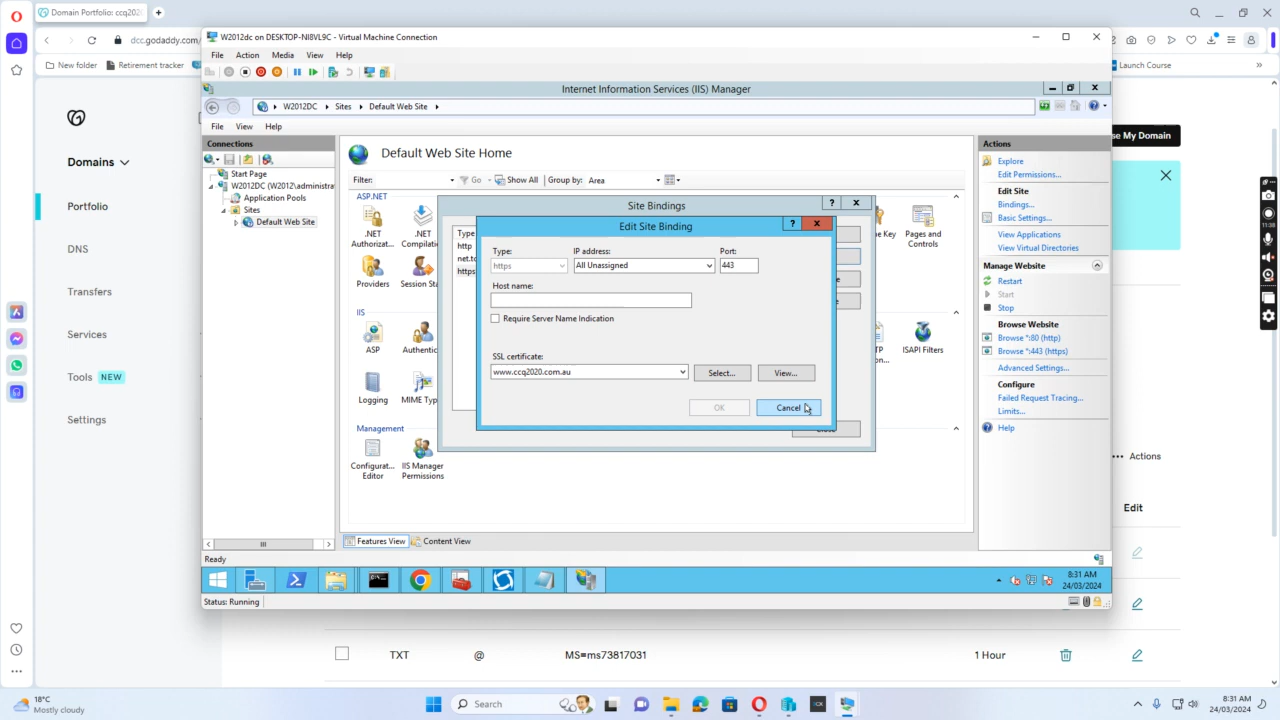 Domain Portfolio: ccq202
dcc.godaddy
New folder
Retirement tracker
Launch Course
Domains
Portfolio
DNS
Transfers
Services
Tools NEW
Settings
W2012dc on DESKTOP-NI8VL9C - Virtual Machine Connection
File Action Media View Help
Internet Information Services (IIS) Manager
W2012DC Sites Default Web Site
File View Help
Connections
Start Page
W2012DC (W2012\administra
Application Pools
Sites
Default Web Site
Default Web Site Home
Filter: Go Show All Group by: Area
ASP.NET
.NET Authorizat...
.NET Compilati
Pages and Controls
Providers
Session Sta
IIS
ASP
Authentic
ISAPI Filters
Logging
MIME Typ
Management
Configurat... Editor
IIS Manager Permissions
Features View Content View
Ready
Site Bindings
Type
http
net.tc
https
Edit Site Binding
Type: IP address: Port:
https All Unassigned 443
Host name:
Require Server Name Indication
SSL certificate:
www.ccq2020.com.au Select... View...
OK Cancel
Actions
Explore
Edit Permissions...
Edit Site
Bindings...
Basic Settings...
View Applications
View Virtual Directories
Manage Website
Restart
Start
Stop
Browse Website
Browse *:80 (http)
Browse *:443 (https)
Advanced Settings...
Configure
Failed Request Tracing...
Limits...
Help
8:31 AM
24/03/2024
Status: Running
se My Domain
11:38
Actions
Edit
TXT @ MS=ms73817031 1 Hour
18°C
Mostly cloudy
Search
8:31 AM
24/03/2024